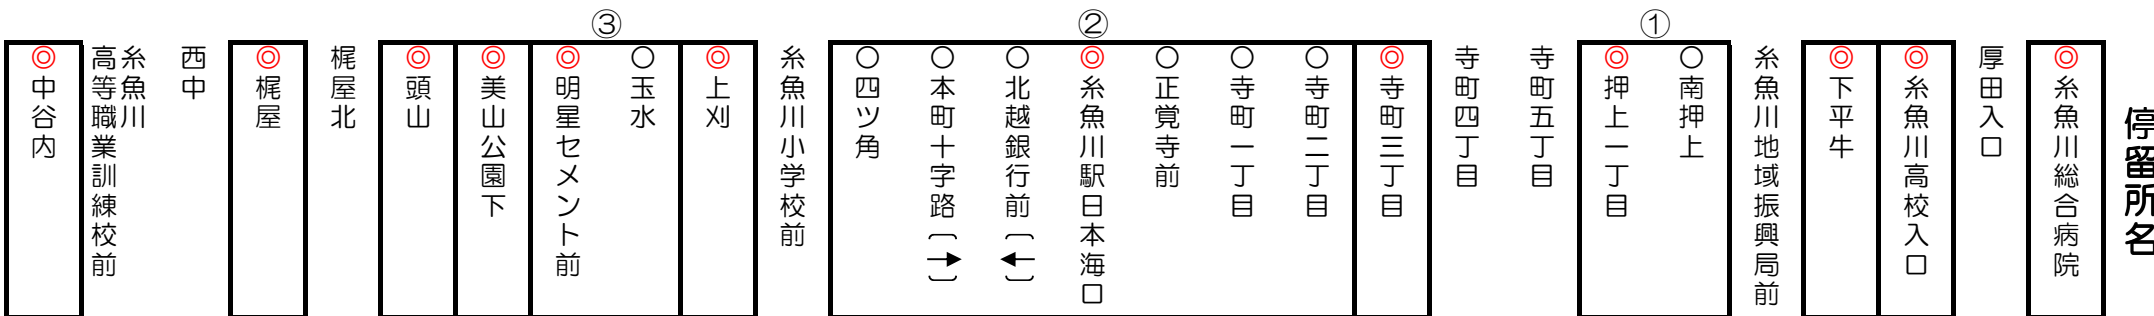 停留所名
◎糸魚川総合病院
厚田入口
◎糸魚川高校入口
◎下平牛
糸魚川地域振興局前
①
○南押上
◎押上一丁目
寺町五丁目
寺町四丁目
◎寺町三丁目
②
○寺町二丁目
○寺町一丁目
○正覚寺前
◎糸魚川駅日本海口
○北越銀行前(←)
○本町十字路(→)
○四ツ角
糸魚川小学校前
◎上刈
③
○玉水
◎明星セメント前
◎美山公園下
◎頭山
梶屋北
◎梶屋
西中
糸魚川
高等職業訓練校前
◎中谷内